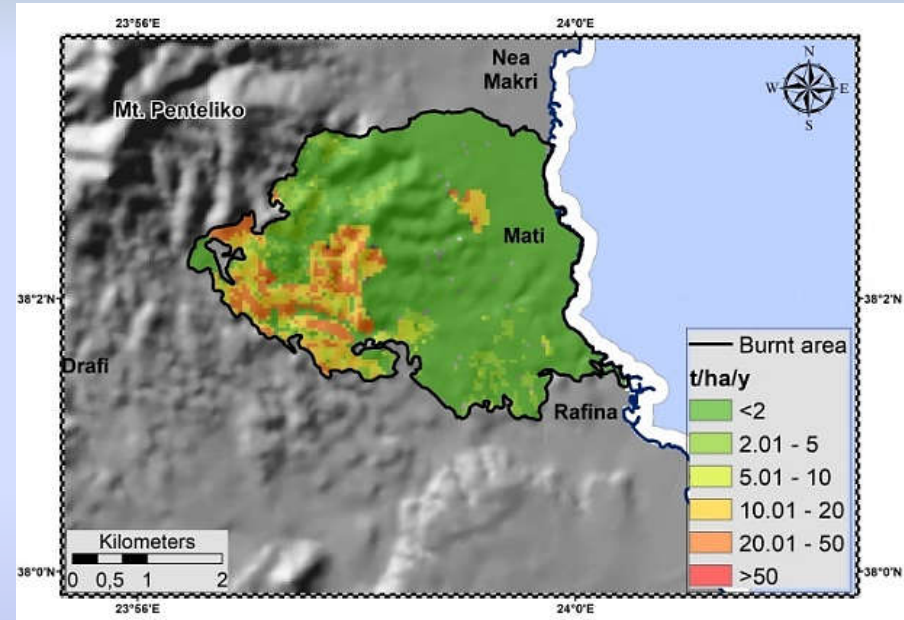 23°56'E
24°0'E
Nea
Makri
Mt. Penteliko
N
W
E
S
Mati
38°2'N
38°2'N
Drafi
Rafina
Burnt area
t/ha/y
<2
2.01 - 5
5.01 - 10
10.01 - 20
20.01 - 50
>50
Kilometers
0 0,5 1 2
38°0'N
38°0'N
23°56'E
24°0'E